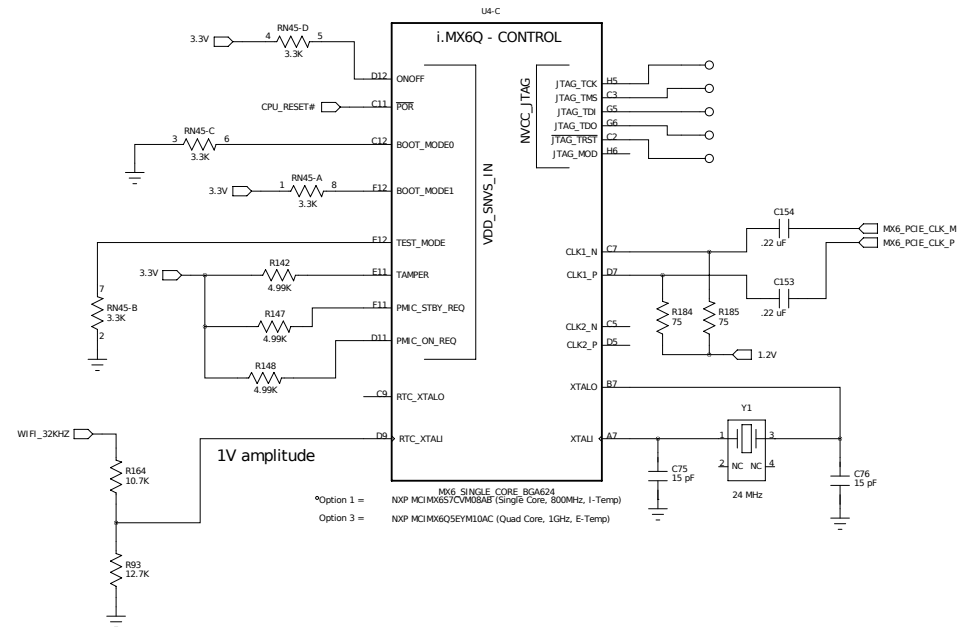 U4-C
i.MX6Q - CONTROL
RN45-D
3.3V 4 5
3.3K
D12 ONOFF
CPU_RESET# C11 POR
RN45-C
3 6
3.3K
C12 BOOT_MODE0
RN45-A
3.3V 1 8
3.3K
F12 BOOT_MODE1
E12 TEST_MODE
7
RN45-B
3.3K
2
3.3V
R142
4.99K
E11 TAMPER
R147
4.99K
F11 PMIC_STBY_REQ
R148
4.99K
D11 PMIC_ON_REQ
VDD_SNVS_IN
C9 RTC_XTALO
D9 RTC_XTALI
WIFI_32KHZ
1V amplitude
R164
10.7K
R93
12.7K
NVCC_JTAG
JTAG_TCK H5
JTAG_TMS C3
JTAG_TDI G5
JTAG_TDO G6
JTAG_TRST C2
JTAG_MOD H6
CLK1_N C7
CLK1_P D7
C154
.22 uF
MX6_PCIE_CLK_M
MX6_PCIE_CLK_P
C153
.22 uF
R184
75
R185
75
1.2V
CLK2_N C5
CLK2_P D5
XTALO B7
XTALI A7
Y1
1 3
2 NC NC 4
24 MHz
C75
15 pF
C76
15 pF
MX6_SINGLE_CORE_BGA624
Option 1 = NXP MCIMX6S7CVM08AB (Single Core, 800MHz, I-Temp)
Option 3 = NXP MCIMX6Q5EYM10AC (Quad Core, 1GHz, E-Temp)